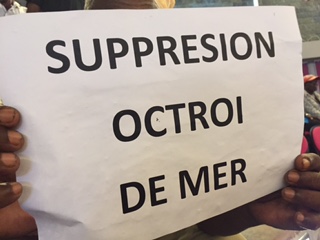 SUPPRESION
OCTROI
DE MER